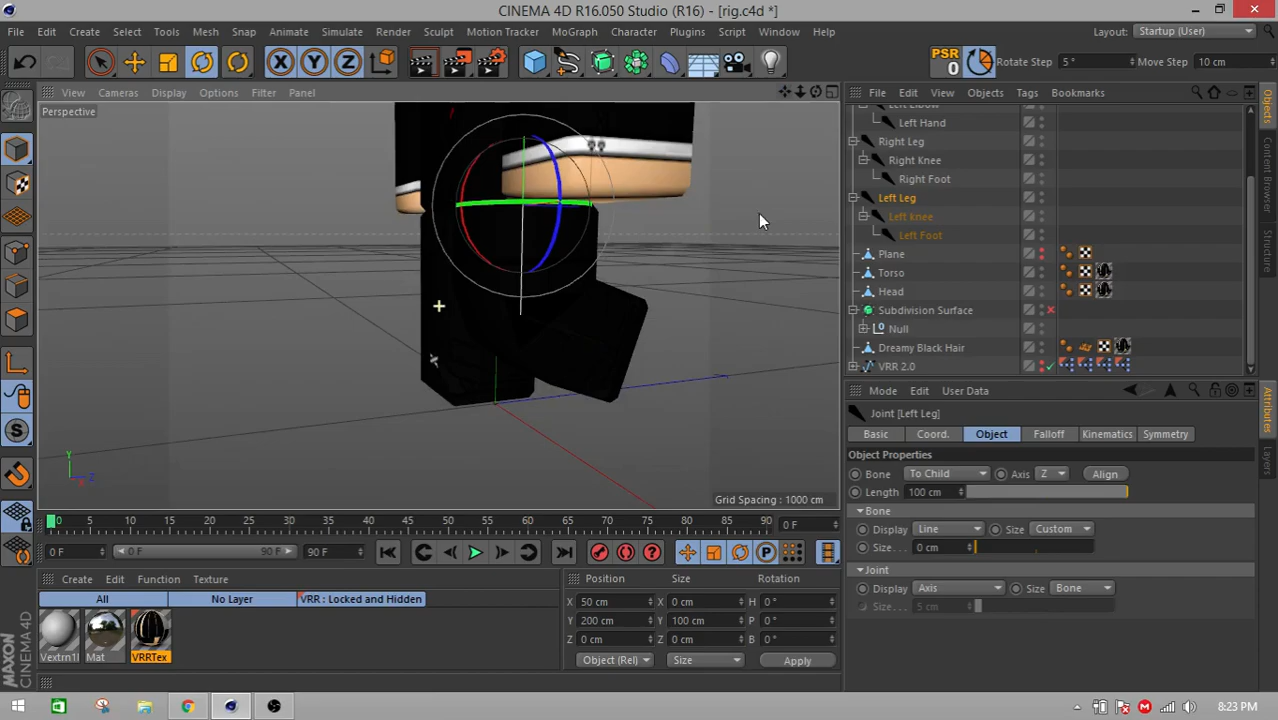 CINEMA 4D R16.050 Studio (R16) - [rig.c4d *]
File Edit Create Select Tools Mesh Snap Animate Simulate Render Sculpt Motion Tracker MoGraph Character Plugins Script Window Help Layout: Startup (User)
X Y Z PSR 0 Rotate Step 5 ° Move Step 10 cm
View Cameras Display Options Filter Panel
File Edit View Objects Tags Bookmarks
Perspective
Left Elbow
Left Hand
Right Leg
Right Knee
Right Foot
Left Leg
Left knee
Left Foot
Plane
Torso
Head
Subdivision Surface
Null
Dreamy Black Hair
VRR 2.0
Objects
Content Browser
Structure
Y
Z
Grid Spacing : 1000 cm
Mode Edit User Data
Joint [Left Leg]
Basic Coord. Object Falloff Kinematics Symmetry
Object Properties
Bone To Child Axis Z Align
Length 100 cm
Bone
Display Line Size Custom
Size... 0 cm
Joint
Display Axis Size Bone
Size... 5 cm
Attributes
Layers
0 5 10 15 20 25 30 35 40 45 50 55 60 65 70 75 80 85 90 0 F
0 F 0 F 90 F 90 F
Create Edit Function Texture
All No Layer VRR : Locked and Hidden
Mat VRRTex
Position Size Rotation
X 50 cm X 0 cm H 0 °
Y 200 cm Y 100 cm P 0 °
Z 0 cm Z 0 cm B 0 °
Object (Rel) Size Apply
MAXON CINEMA 4D
8:23 PM